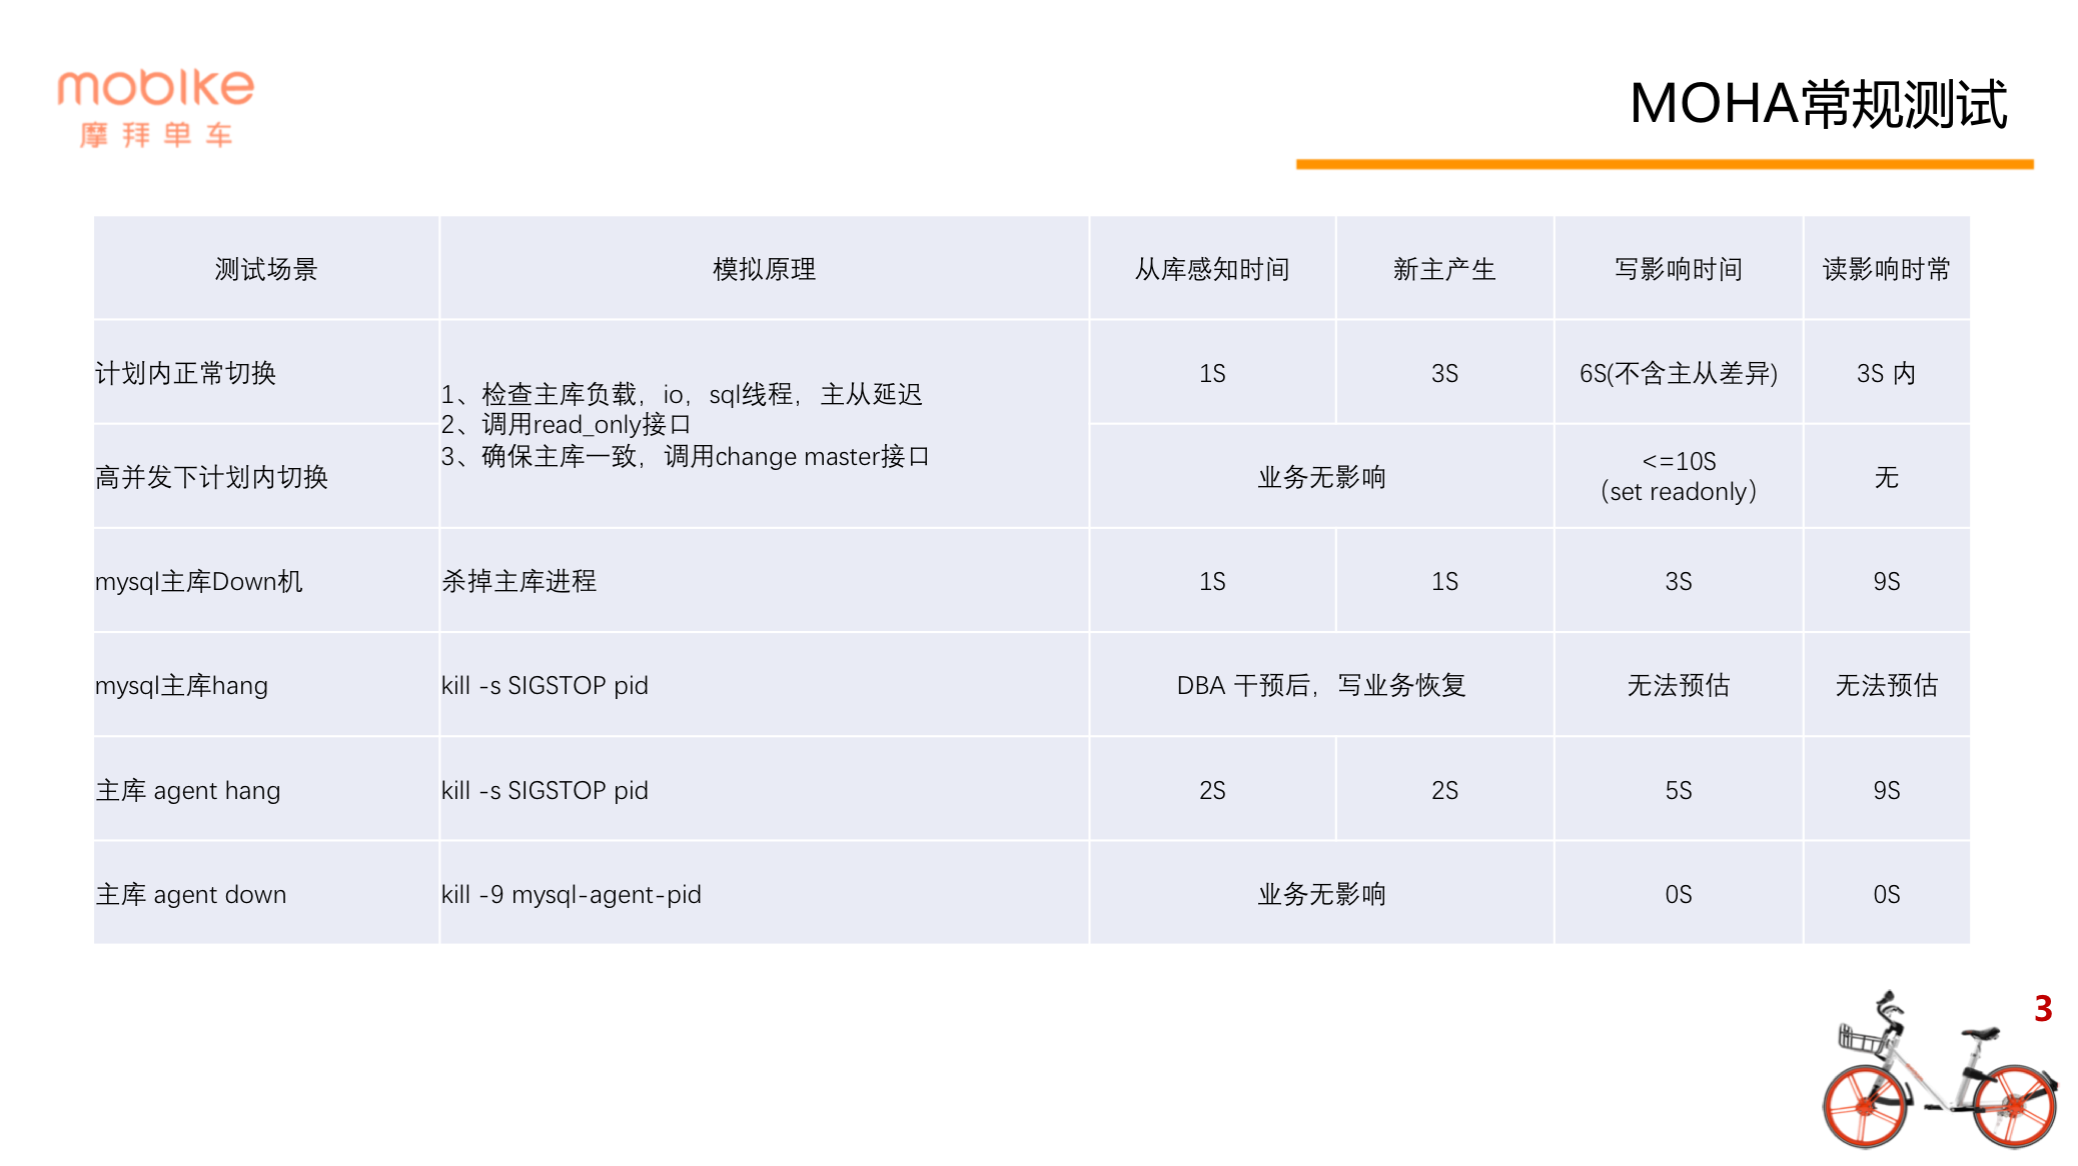 mobike
摩拜单车
MOHA常规测试
测试场景
模拟原理
从库感知时间
新主产生
写影响时间
读影响时常
计划内正常切换
1、检查主库负载，io，sql线程，主从延迟
2、调用read_only接口
3、确保主库一致，调用change master接口
1S
3S
6S(不含主从差异)
3S 内
高并发下计划内切换
业务无影响
<=10S
（set readonly）
无
mysql主库Down机
杀掉主库进程
1S
1S
3S
9S
mysql主库hang
kill -s SIGSTOP pid
DBA 干预后，写业务恢复
无法预估
无法预估
主库 agent hang
kill -s SIGSTOP pid
2S
2S
5S
9S
主库 agent down
kill -9 mysql-agent-pid
业务无影响
0S
0S
3